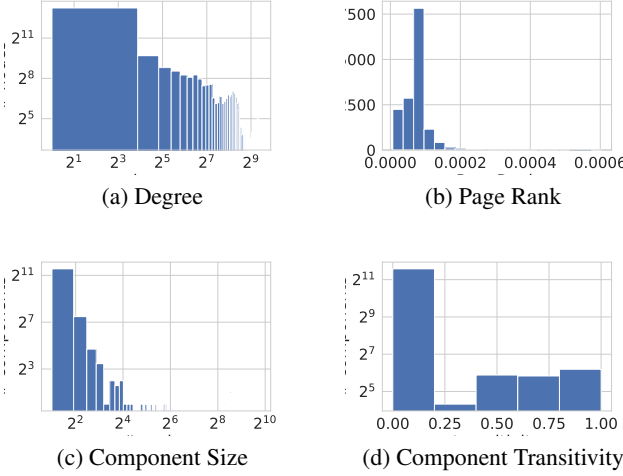 2^11
2^8
2^5
2^1 2^3 2^5 2^7 2^9
(a) Degree
500
0
0.0000 0.0002 0.0004 0.0006
(b) Page Rank
2^11
2^7
2^3
2^2 2^4 2^6 2^8 2^10
(c) Component Size
2^11
2^9
2^7
2^5
0.00 0.25 0.50 0.75 1.00
(d) Component Transitivity